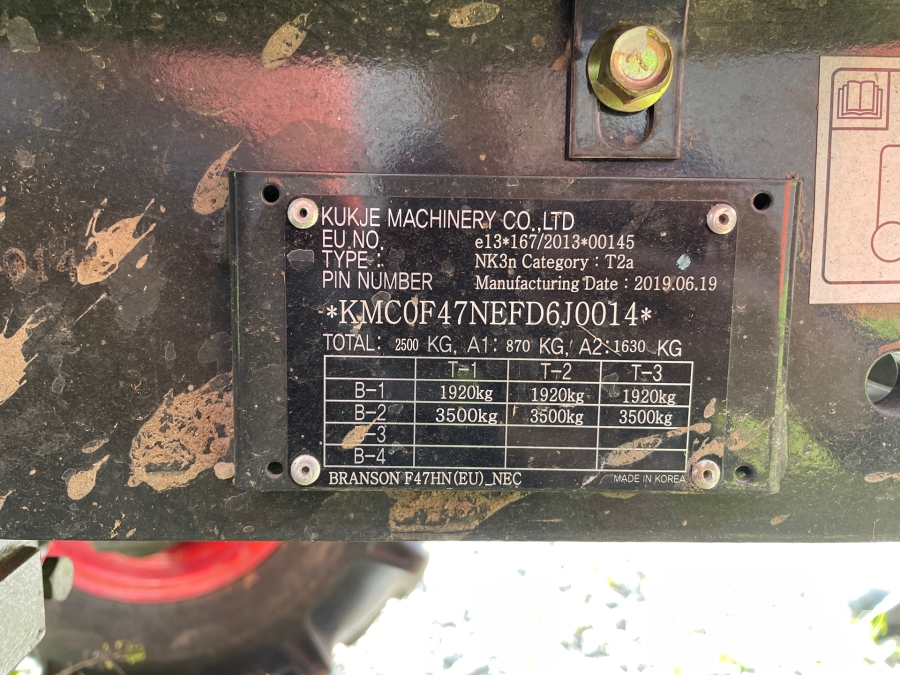 KUKJE MACHINERY CO.,LTD
EU.NO. e13*167/2013*00145
TYPE : NK3n Category : T2a
PIN NUMBER Manufacturing Date : 2019.06.19
*KMC0F47NEFD6J0014*
TOTAL: 2500 KG, A1: 870 KG, A2: 1630 KG
T-1 T-2 T-3
B-1 1920kg 1920kg 1920kg
B-2 3500kg 3500kg 3500kg
B-3
B-4
BRANSON F47HN(EU)_NEC MADE IN KOREA